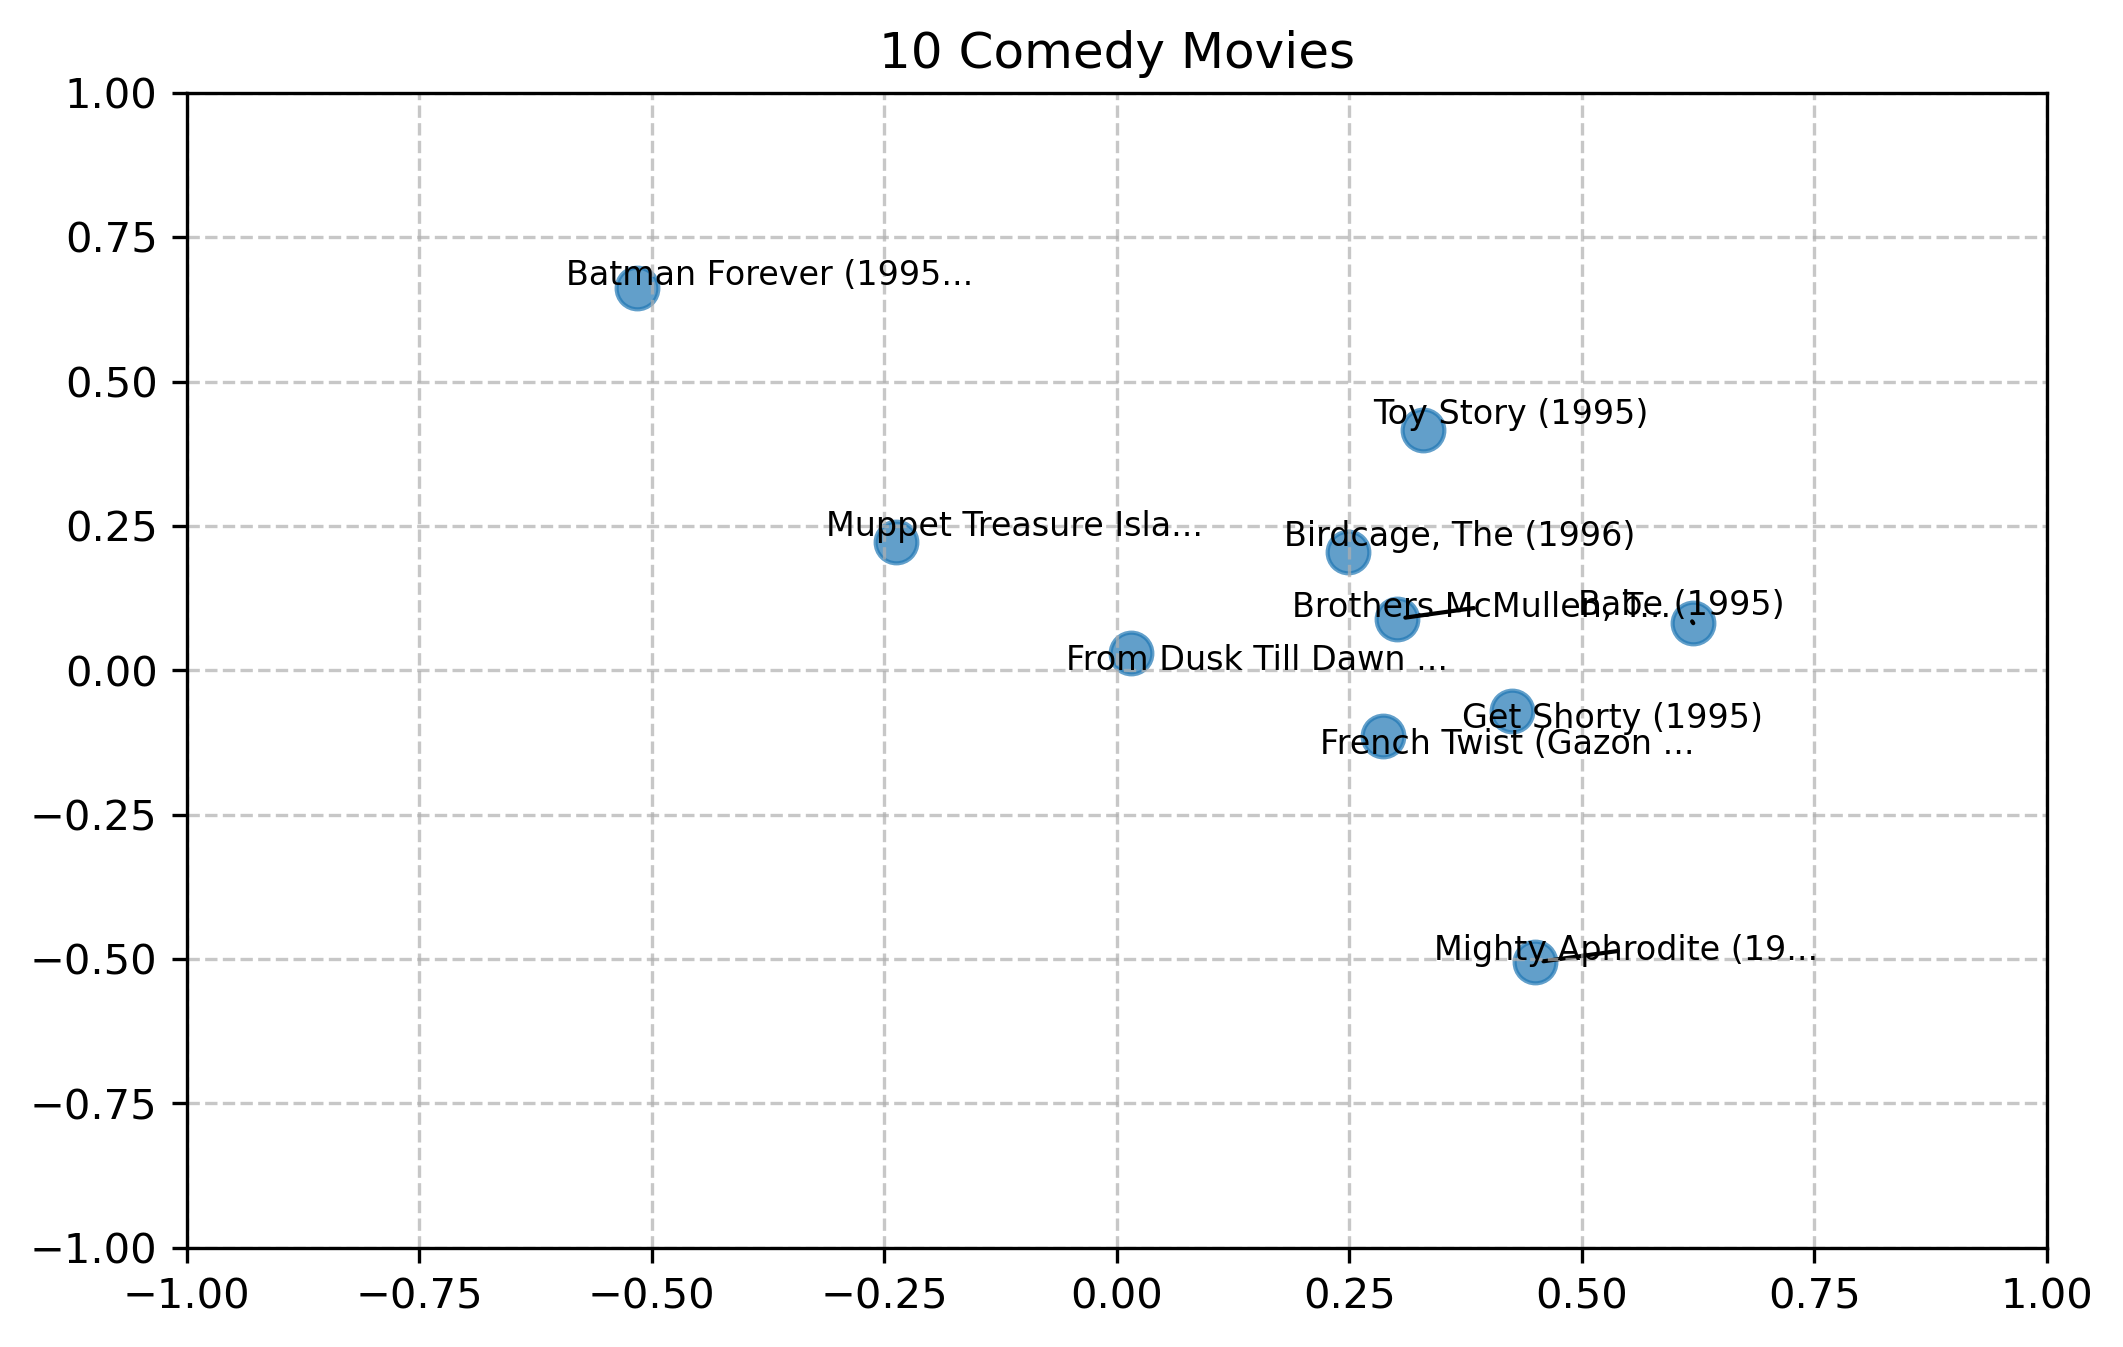 10 Comedy Movies
1.00
0.75
0.50
0.25
0.00
−0.25
−0.50
−0.75
−1.00
Batman Forever (1995...
Toy Story (1995)
Muppet Treasure Isla...
Birdcage, The (1996)
Brothers McMullen, T...
Babe (1995)
From Dusk Till Dawn ...
Get Shorty (1995)
French Twist (Gazon ...
Mighty Aphrodite (19...
−1.00 −0.75 −0.50 −0.25 0.00 0.25 0.50 0.75 1.00